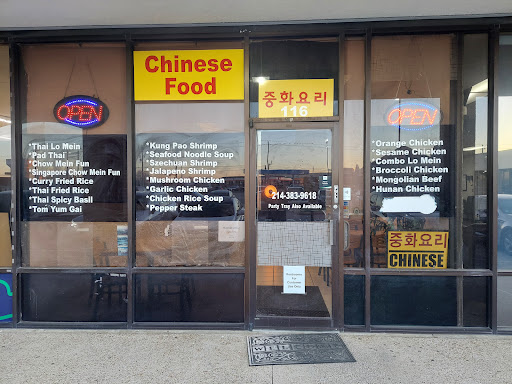 Chinese
Food
중화요리
116
OPEN
*Thai Lo Mein
*Pad Thai
*Chow Mein Fun
*Singapore Chow Mein Fun
*Curry Fried Rice
*Thai Fried Rice
*Thai Spicy Basil
*Tom Yum Gai
*Kung Pao Shrimp
*Seafood Noodle Soup
*Szechuan Shrimp
*Jalapeno Shrimp
*Mushroom Chicken
*Garlic Chicken
*Chicken Rice Soup
*Pepper Steak
214-383-9618
Party Tray Also Available
OPEN
*Orange Chicken
*Sesame Chicken
*Combo Lo Mein
*Broccoli Chicken
*Mongolian Beef
*Hunan Chicken
중화요리
CHINESE